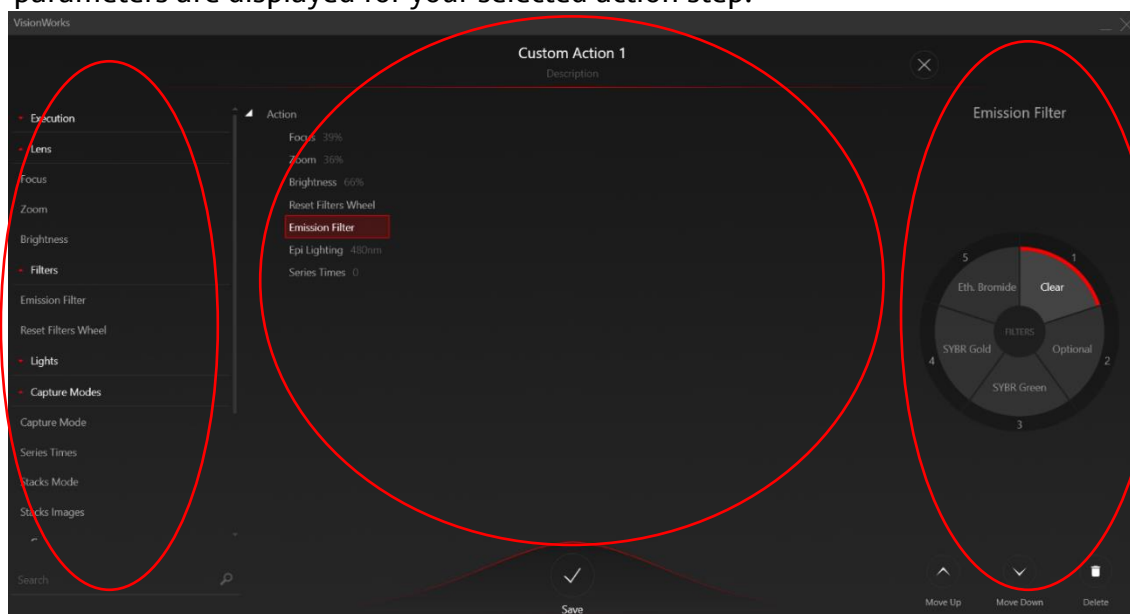 parameters are displayed for your selected action step.
VisionWorks
Custom Action 1
Description
Execution
Lens
Focus
Zoom
Brightness
Filters
Emission Filter
Reset Filters Wheel
Lights
Capture Modes
Capture Mode
Series Times
Stacks Mode
Stacks Images
Search
Action
Focus 39%
Zoom 36%
Brightness 66%
Reset Filters Wheel
Emission Filter
Epi Lighting 480nm
Series Times 0
Save
Emission Filter
5
1
Eth. Bromide
Clear
FILTERS
SYBR Gold
Optional
4
2
SYBR Green
3
Move Up
Move Down
Delete